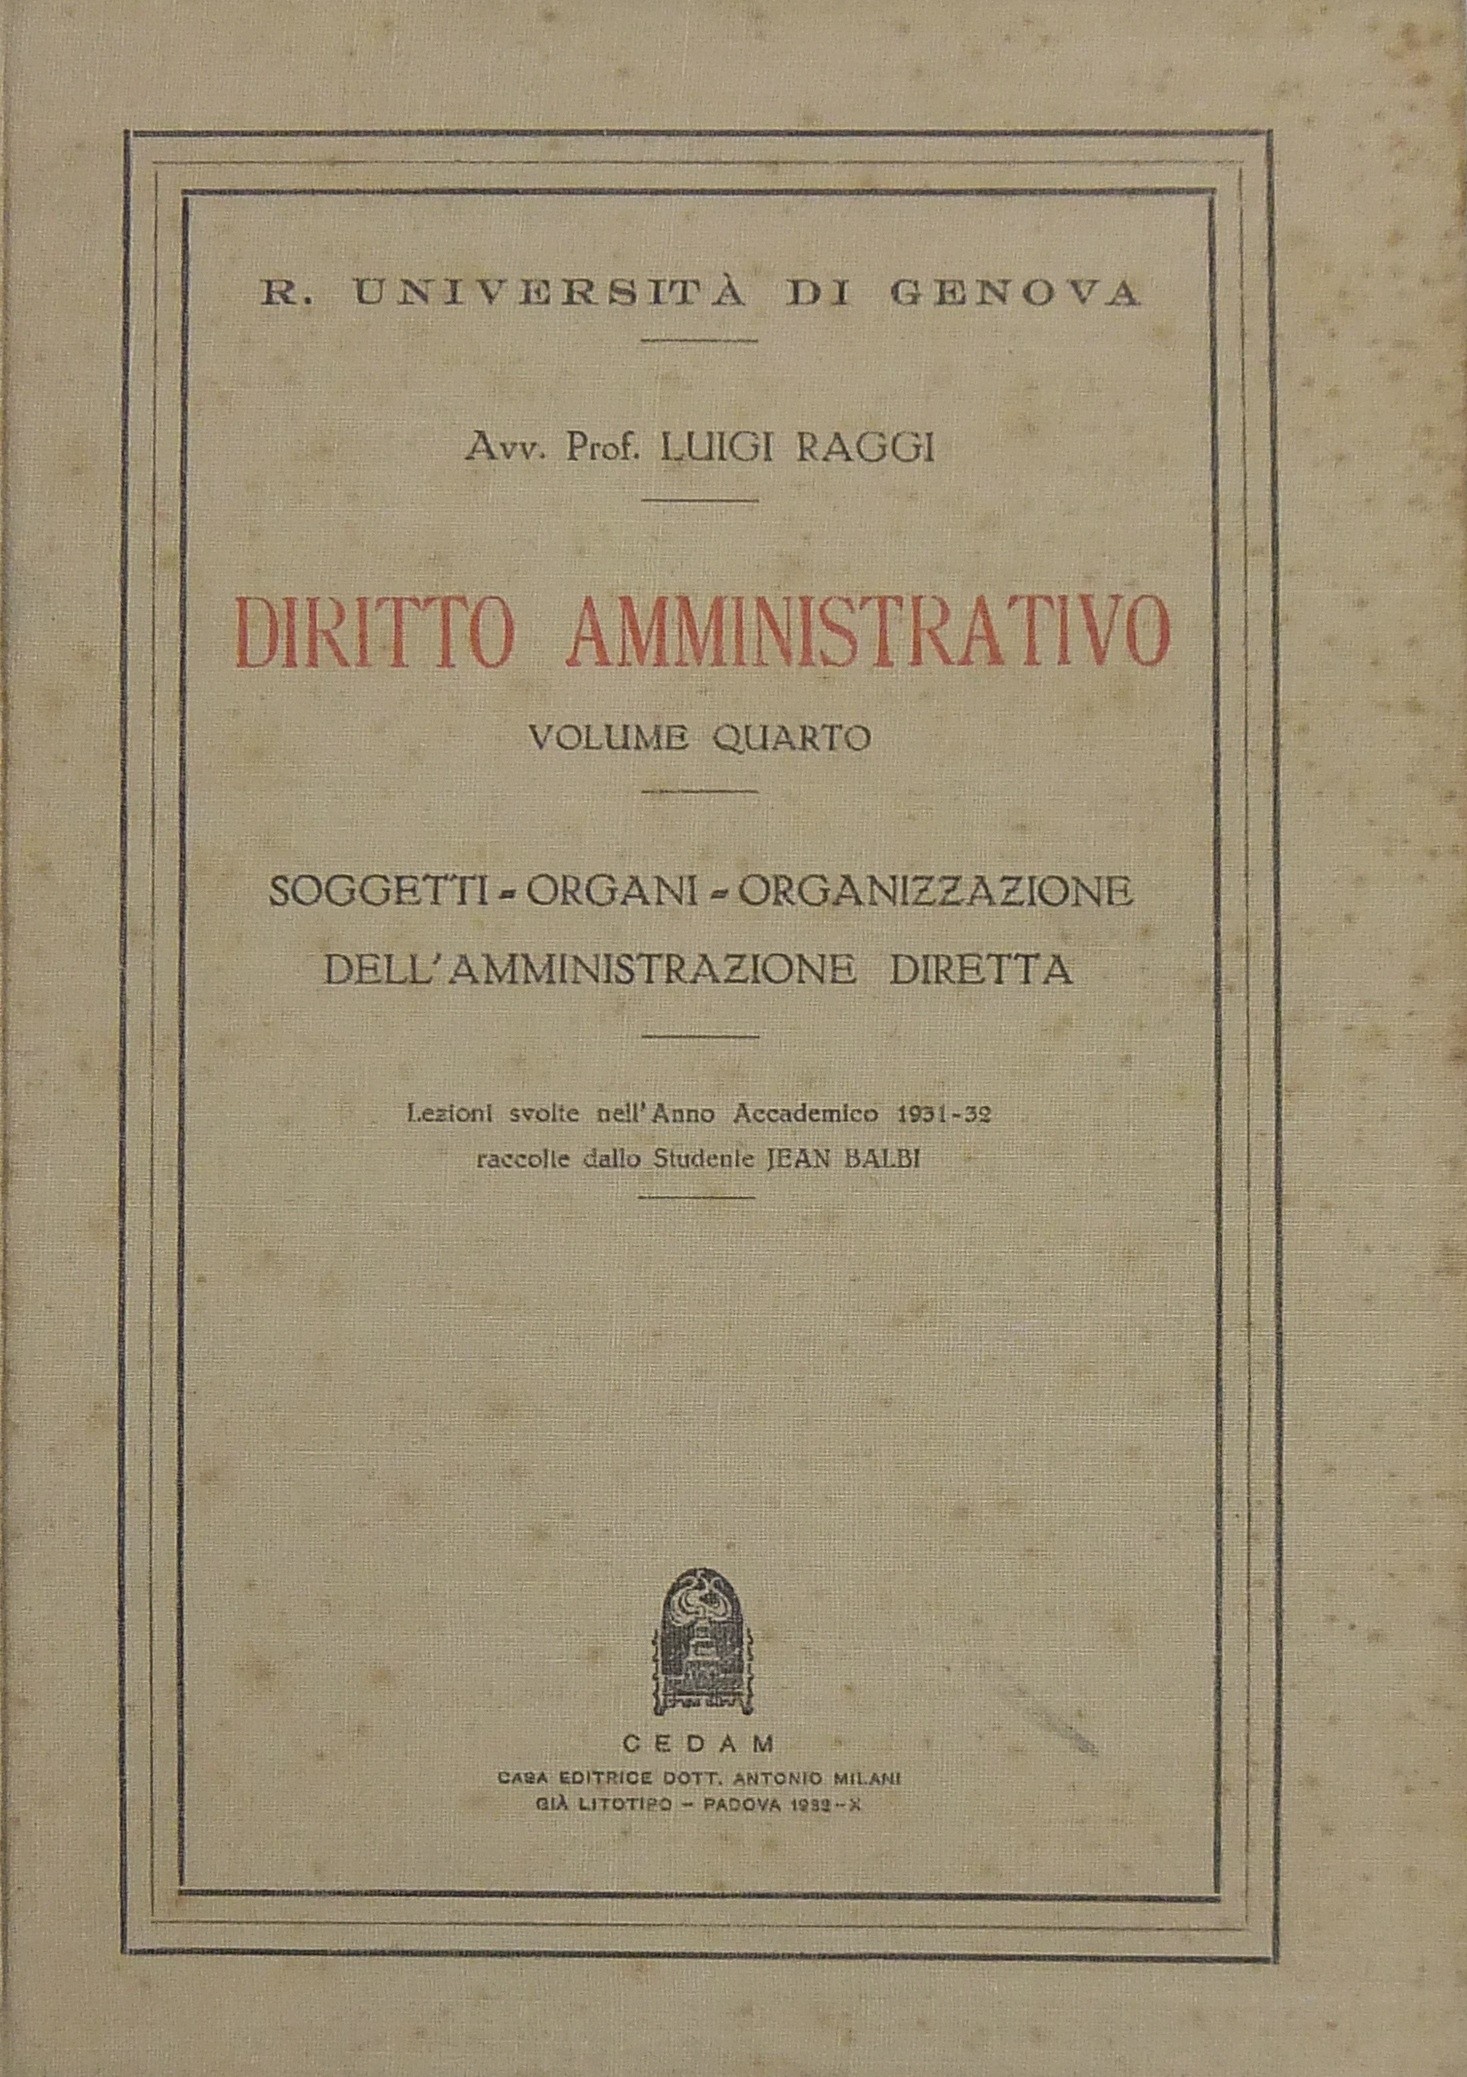 R. UNIVERSITÀ DI GENOVA
Avv. Prof. LUIGI RAGGI
DIRITTO AMMINISTRATIVO
VOLUME QUARTO
SOGGETTI - ORGANI - ORGANIZZAZIONE
DELL'AMMINISTRAZIONE DIRETTA
Lezioni svolte nell'Anno Accademico 1931-32
raccolte dallo Studente JEAN BALBI
CEDAM
CASA EDITRICE DOTT. ANTONIO MILANI
GIÀ LITOTIPO - PADOVA 1932-X